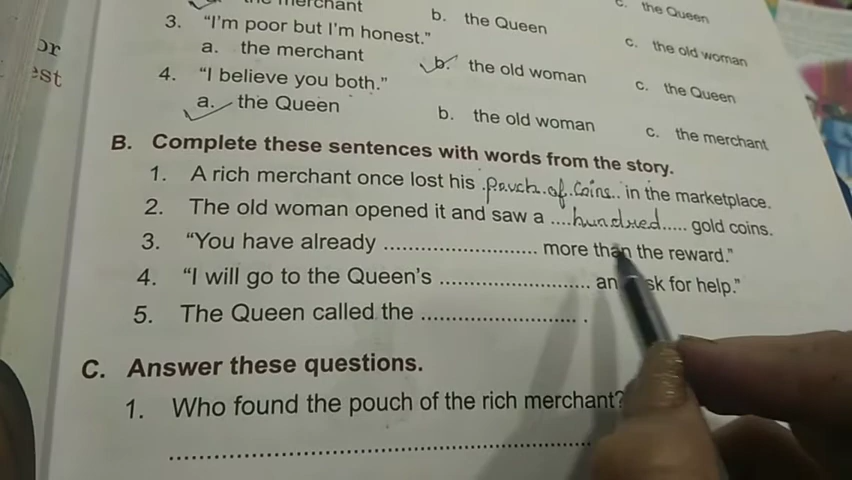 merchant
b. the Queen
c. the Queen
3. "I'm poor but I'm honest."
a. the merchant
b. the old woman
c. the old woman
4. "I believe you both."
a. the Queen
b. the old woman
c. the Queen
c. the merchant
B. Complete these sentences with words from the story.
1. A rich merchant once lost his pouch of coins in the marketplace.
2. The old woman opened it and saw a ....hundred..... gold coins.
3. "You have already .......................... more than the reward."
4. "I will go to the Queen's .......................... and ask for help."
5. The Queen called the .......................... .
C. Answer these questions.
1. Who found the pouch of the rich merchant?